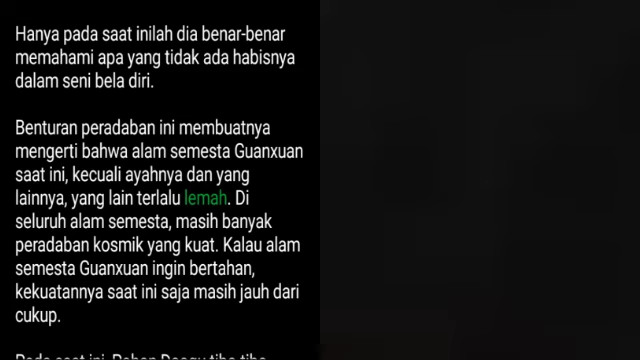 Hanya pada saat inilah dia benar-benar
memahami apa yang tidak ada habisnya
dalam seni bela diri.
Benturan peradaban ini membuatnya
mengerti bahwa alam semesta Guanxuan
saat ini, kecuali ayahnya dan yang
lainnya, yang lain terlalu lemah. Di
seluruh alam semesta, masih banyak
peradaban kosmik yang kuat. Kalau alam
semesta Guanxuan ingin bertahan,
kekuatannya saat ini saja masih jauh dari
cukup.
Pada saat ini,